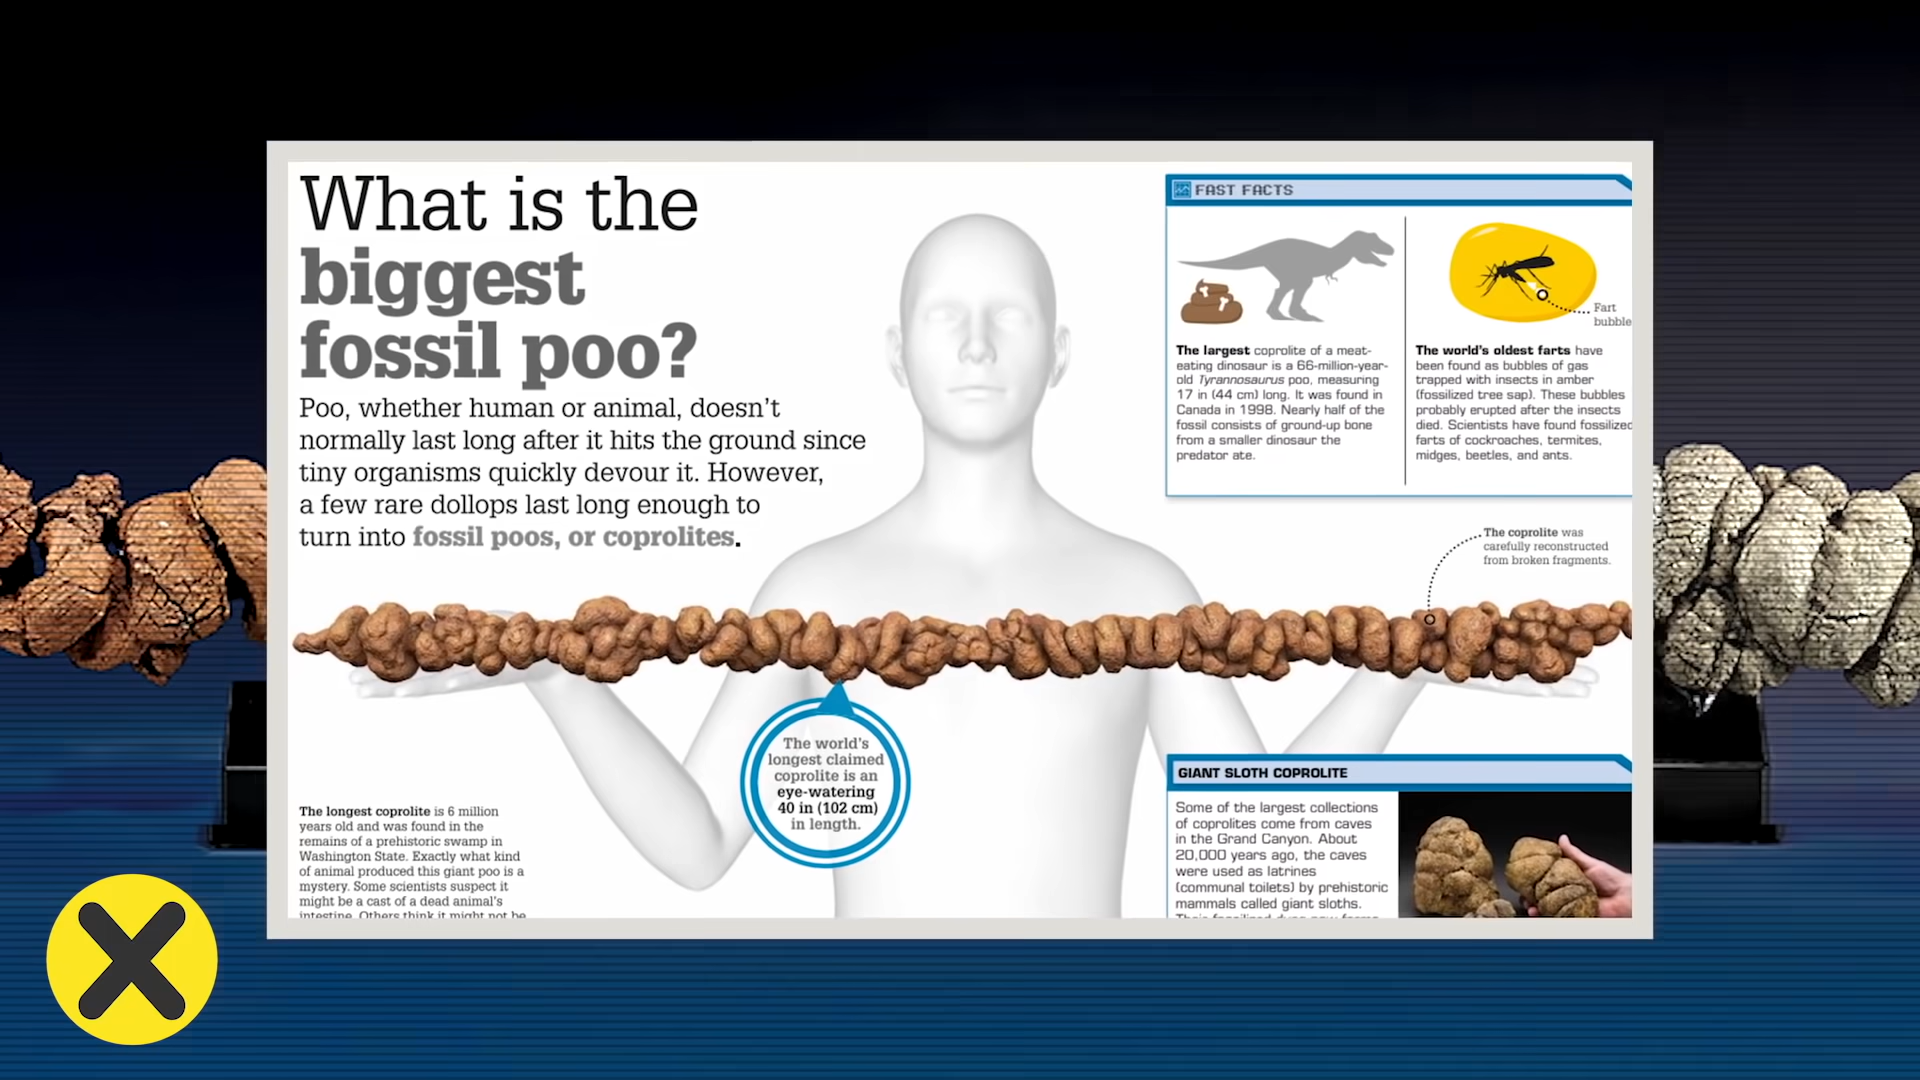 What is the
biggest
fossil poo?
Poo, whether human or animal, doesn't
normally last long after it hits the ground since
tiny organisms quickly devour it. However,
a few rare dollops last long enough to
turn into fossil poos, or coprolites.
FAST FACTS
Fart
bubble
The largest coprolite of a meat-
eating dinosaur is a 66-million-year-
old Tyrannosaurus poo, measuring
17 in (44 cm) long. It was found in
Canada in 1998. Nearly half of the
fossil consists of ground-up bone
from a smaller dinosaur the
predator ate.
The world's oldest farts have
been found as bubbles of gas
trapped with insects in amber
(fossilized tree sap). These bubbles
probably erupted after the insects
died. Scientists have found fossilized
farts of cockroaches, termites,
midges, beetles, and ants.
The coprolite was
carefully reconstructed
from broken fragments.
The world's
longest claimed
coprolite is an
eye-watering
40 in (102 cm)
in length.
The longest coprolite is 6 million
years old and was found in the
remains of a prehistoric swamp in
Washington State. Exactly what kind
of animal produced this giant poo is a
mystery. Some scientists suspect it
might be a cast of a dead animal's
intestine. Others think it might not be
GIANT SLOTH COPROLITE
Some of the largest collections
of coprolites come from caves
in the Grand Canyon. About
20,000 years ago, the caves
were used as latrines
(communal toilets) by prehistoric
mammals called giant sloths.